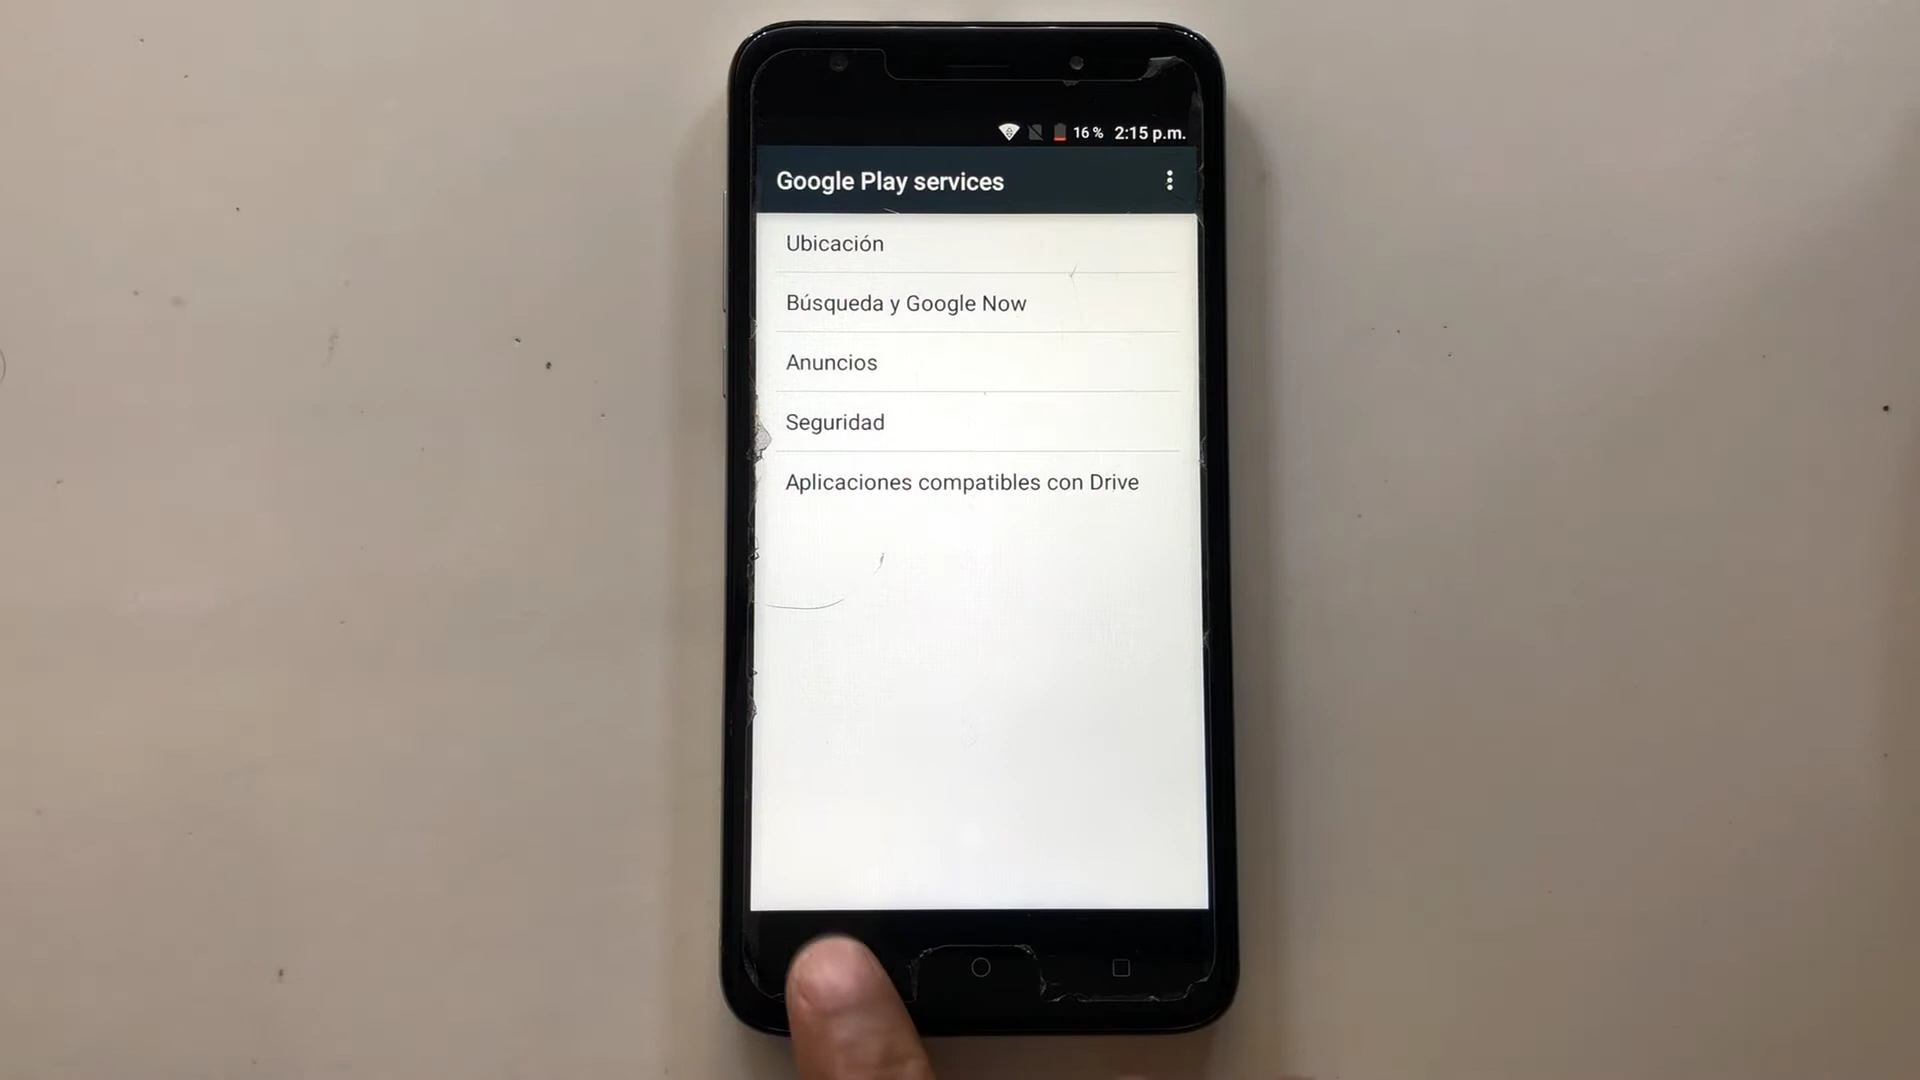 16 % 2:15 p.m.
Google Play services
Ubicación
Búsqueda y Google Now
Anuncios
Seguridad
Aplicaciones compatibles con Drive